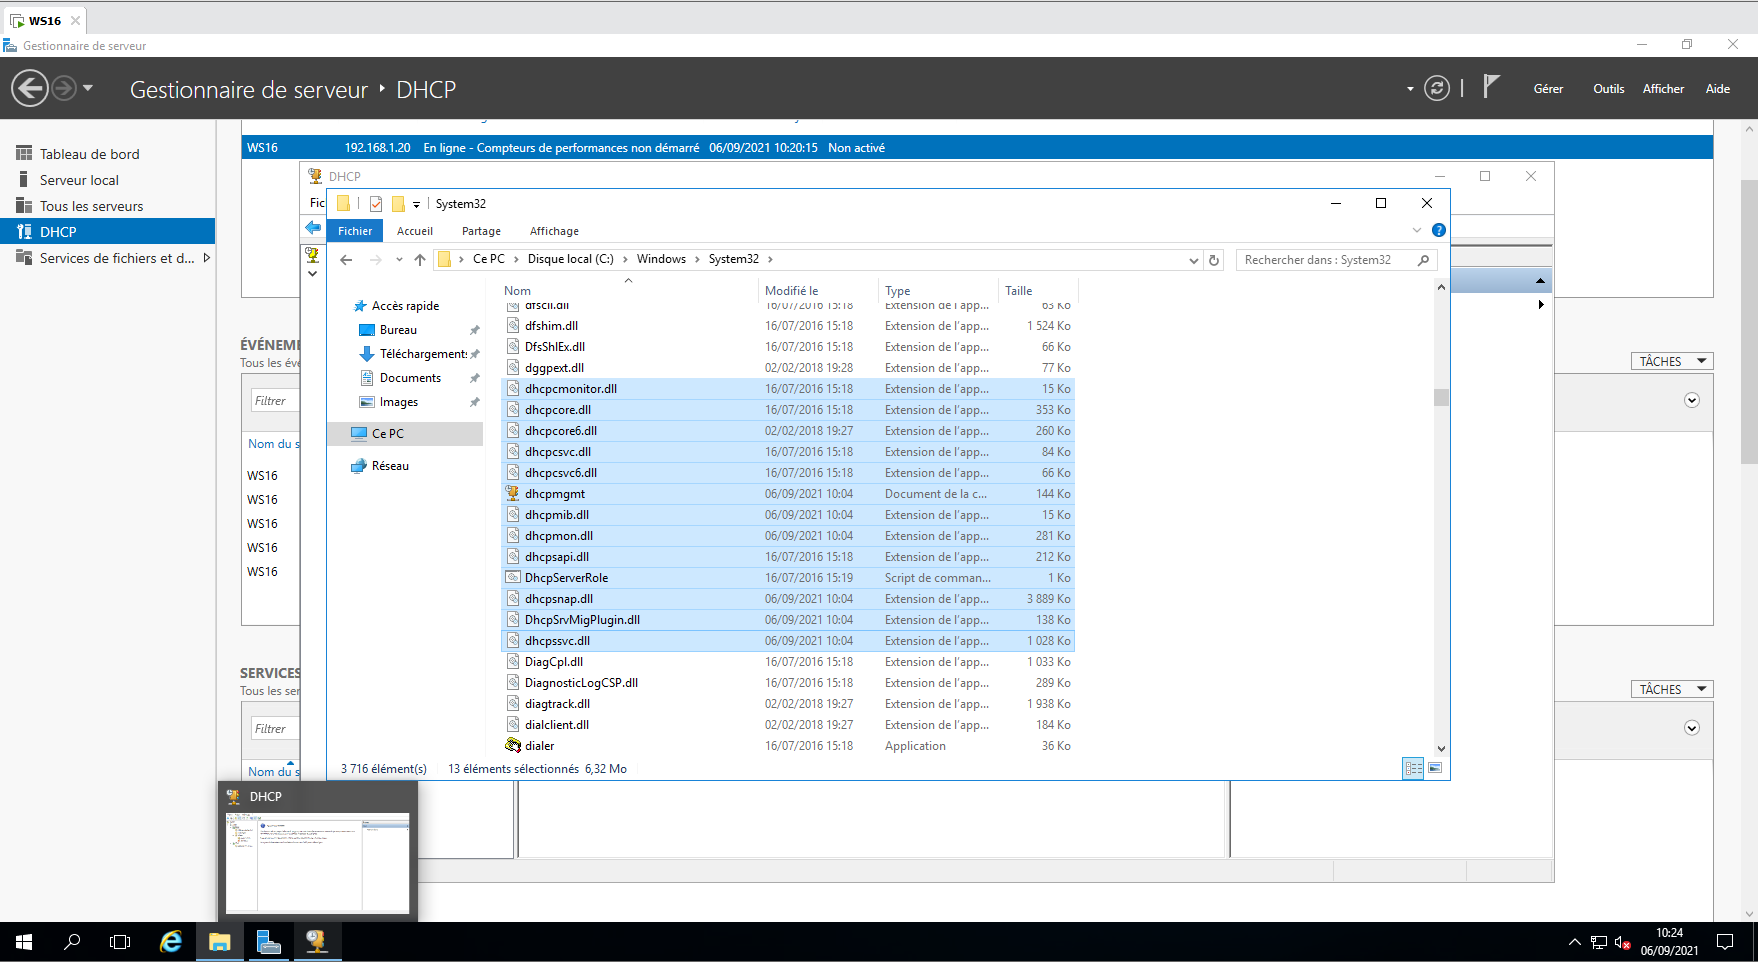 WS16
Gestionnaire de serveur
Gestionnaire de serveur ‣ DHCP
Gérer Outils Afficher Aide
Tableau de bord
Serveur local
Tous les serveurs
DHCP
Services de fichiers et d...
WS16 192.168.1.20 En ligne - Compteurs de performances non démarré 06/09/2021 10:20:15 Non activé
DHCP
Fic
System32
Fichier Accueil Partage Affichage
Ce PC > Disque local (C:) > Windows > System32 >
Rechercher dans : System32
Accès rapide
Bureau
Téléchargements
Documents
Images
Ce PC
Réseau
Nom Modifié le Type Taille
dfscli.dll 16/07/2016 15:18 Extension de l'app... 63 Ko
dfshim.dll 16/07/2016 15:18 Extension de l'app... 1 524 Ko
DfsShlEx.dll 16/07/2016 15:18 Extension de l'app... 66 Ko
dggpext.dll 02/02/2018 19:28 Extension de l'app... 77 Ko
dhcpcmonitor.dll 16/07/2016 15:18 Extension de l'app... 15 Ko
dhcpcore.dll 16/07/2016 15:18 Extension de l'app... 353 Ko
dhcpcore6.dll 02/02/2018 19:27 Extension de l'app... 260 Ko
dhcpcsvc.dll 16/07/2016 15:18 Extension de l'app... 84 Ko
dhcpcsvc6.dll 16/07/2016 15:18 Extension de l'app... 66 Ko
dhcpmgmt 06/09/2021 10:04 Document de la c... 144 Ko
dhcpmib.dll 06/09/2021 10:04 Extension de l'app... 15 Ko
dhcpmon.dll 06/09/2021 10:04 Extension de l'app... 281 Ko
dhcpsapi.dll 16/07/2016 15:18 Extension de l'app... 212 Ko
DhcpServerRole 16/07/2016 15:19 Script de comman... 1 Ko
dhcpsnap.dll 06/09/2021 10:04 Extension de l'app... 3 889 Ko
DhcpSrvMigPlugin.dll 06/09/2021 10:04 Extension de l'app... 138 Ko
dhcpssvc.dll 06/09/2021 10:04 Extension de l'app... 1 028 Ko
DiagCpl.dll 16/07/2016 15:18 Extension de l'app... 1 033 Ko
DiagnosticLogCSP.dll 16/07/2016 15:18 Extension de l'app... 289 Ko
diagtrack.dll 02/02/2018 19:27 Extension de l'app... 1 938 Ko
dialclient.dll 02/02/2018 19:27 Extension de l'app... 184 Ko
dialer 16/07/2016 15:18 Application 36 Ko
3 716 élément(s) 13 éléments sélectionnés 6,32 Mo
ÉVÉNEME
Tous les évé
TÂCHES
Filtrer
Nom du s
WS16
WS16
WS16
WS16
WS16
SERVICES
Tous les ser
TÂCHES
Filtrer
Nom du s
DHCP
10:24
06/09/2021